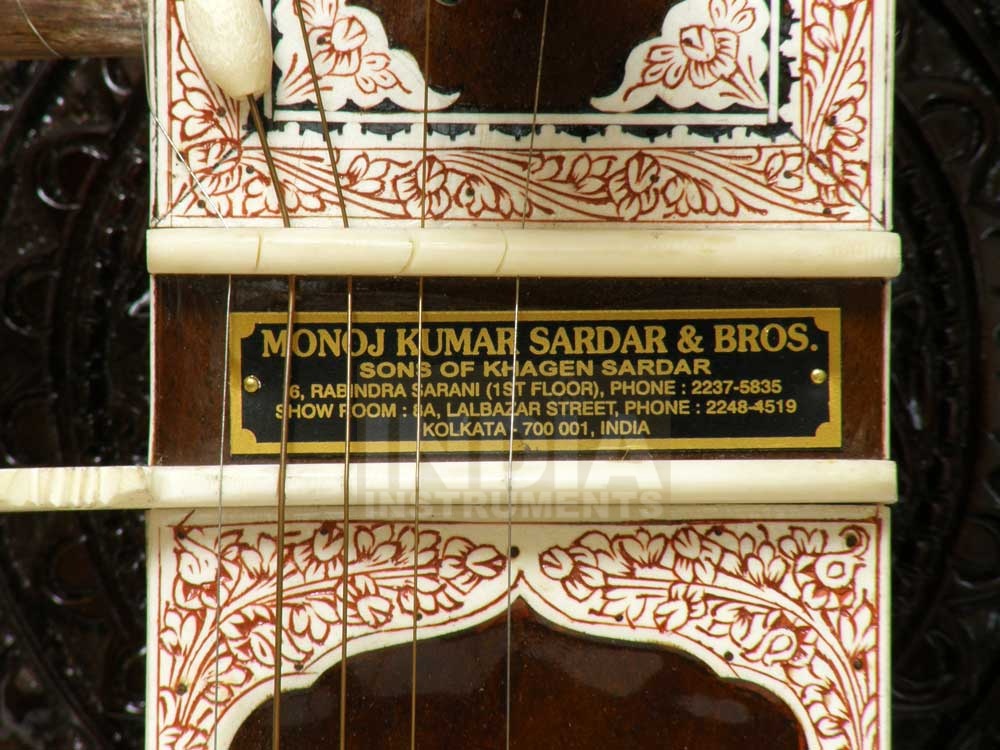 MONOJ KUMAR SARDAR & BROS.
SONS OF KHAGEN SARDAR
6, RABINDRA SARANI (1ST FLOOR), PHONE : 2237-5835
SHOW ROOM : 8A, LALBAZAR STREET, PHONE : 2248-4519
KOLKATA - 700 001, INDIA
INDIA
INSTRUMENTS